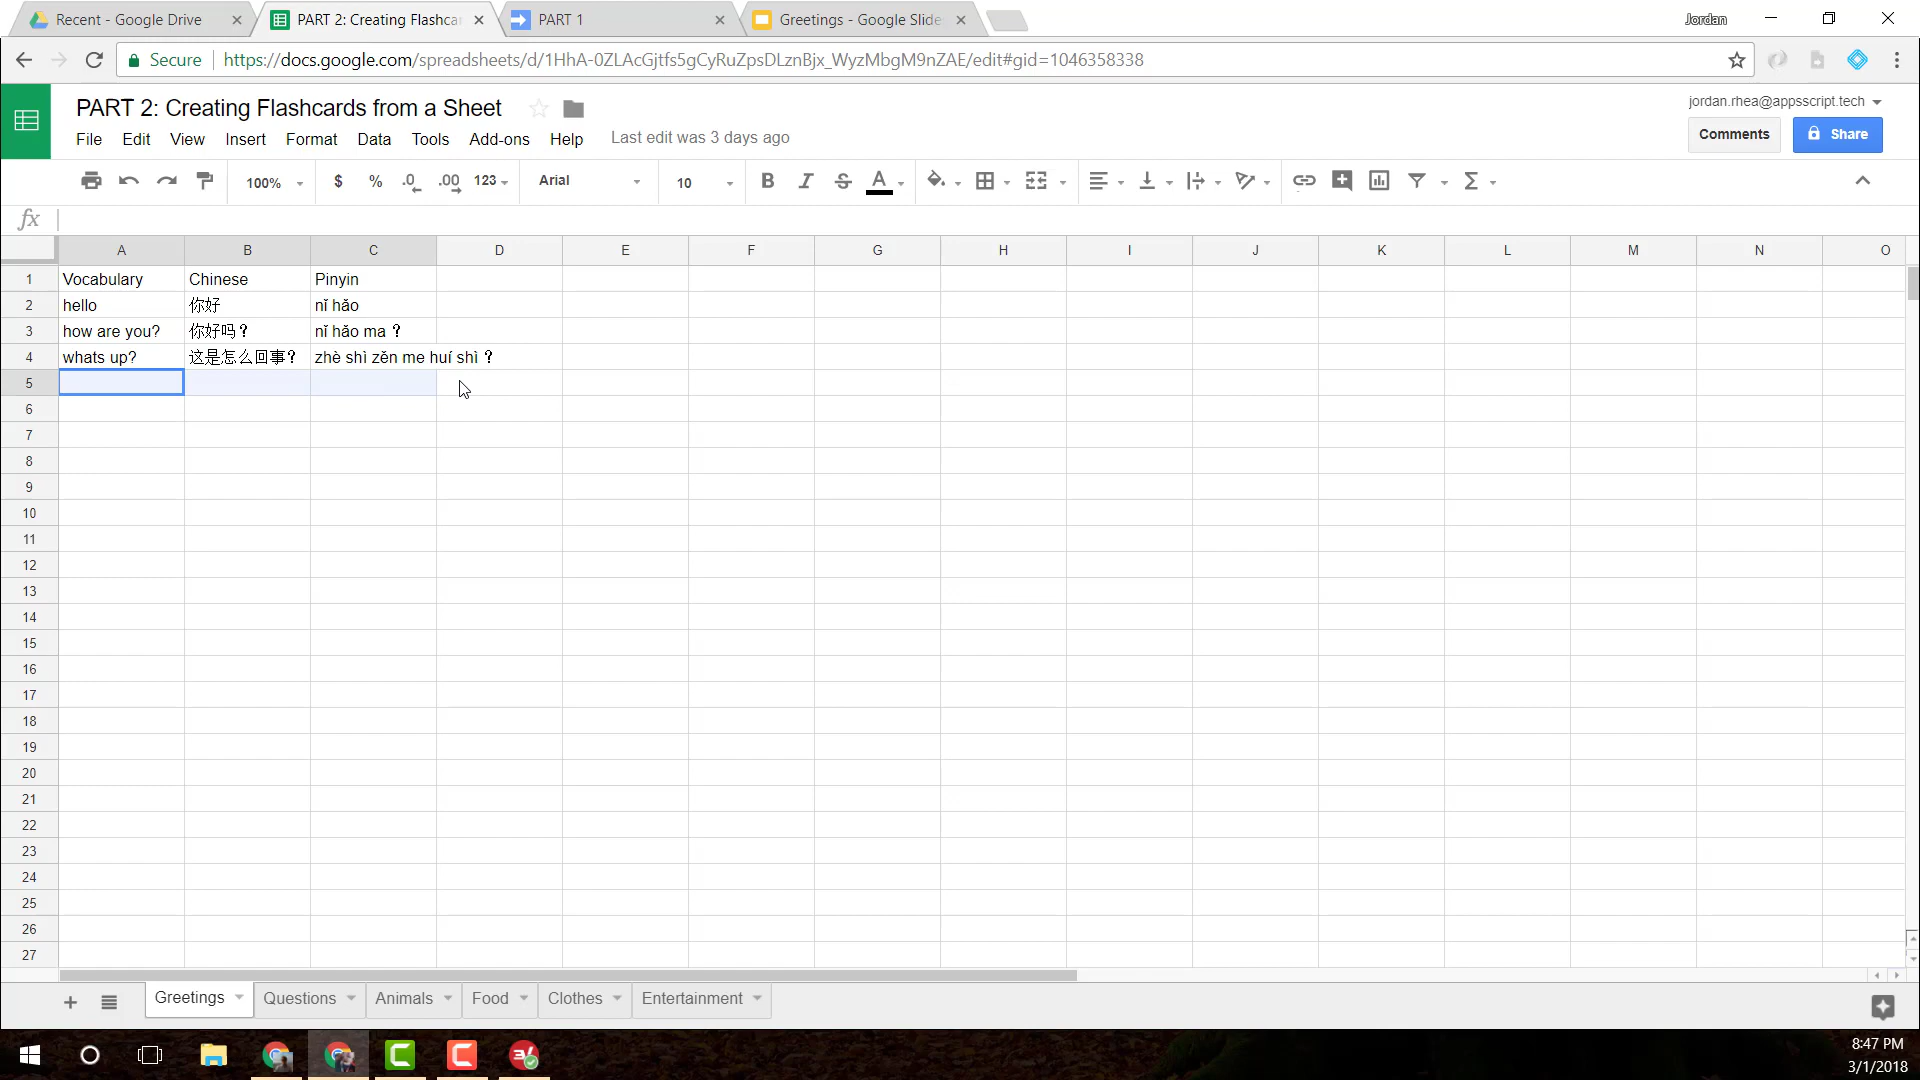 Recent - Google Drive
PART 2: Creating Flashca
PART 1
Greetings - Google Slide
Jordan
Secure
https://docs.google.com/spreadsheets/d/1HhA-0ZLAcGjtfs5gCyRuZpsDLznBjx_WyzMbgM9nZAE/edit#gid=1046358338
PART 2: Creating Flashcards from a Sheet
jordan.rhea@appsscript.tech
File Edit View Insert Format Data Tools Add-ons Help Last edit was 3 days ago
Comments Share
100% $ % .0 .00 123 Arial 10 B I S A Σ
fx
A B C D E F G H I J K L M N O
1 Vocabulary Chinese Pinyin
2 hello 你好 nǐ hǎo
3 how are you? 你好吗？ nǐ hǎo ma ？
4 whats up? 这是怎么回事？ zhè shì zěn me huí shì ？
5
6
7
8
9
10
11
12
13
14
15
16
17
18
19
20
21
22
23
24
25
26
27
Greetings Questions Animals Food Clothes Entertainment
8:47 PM
3/1/2018